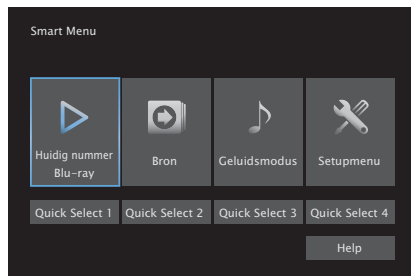 Smart Menu
Huidig nummer
Blu-ray
Bron
Geluidsmodus
Setupmenu
Quick Select 1
Quick Select 2
Quick Select 3
Quick Select 4
Help